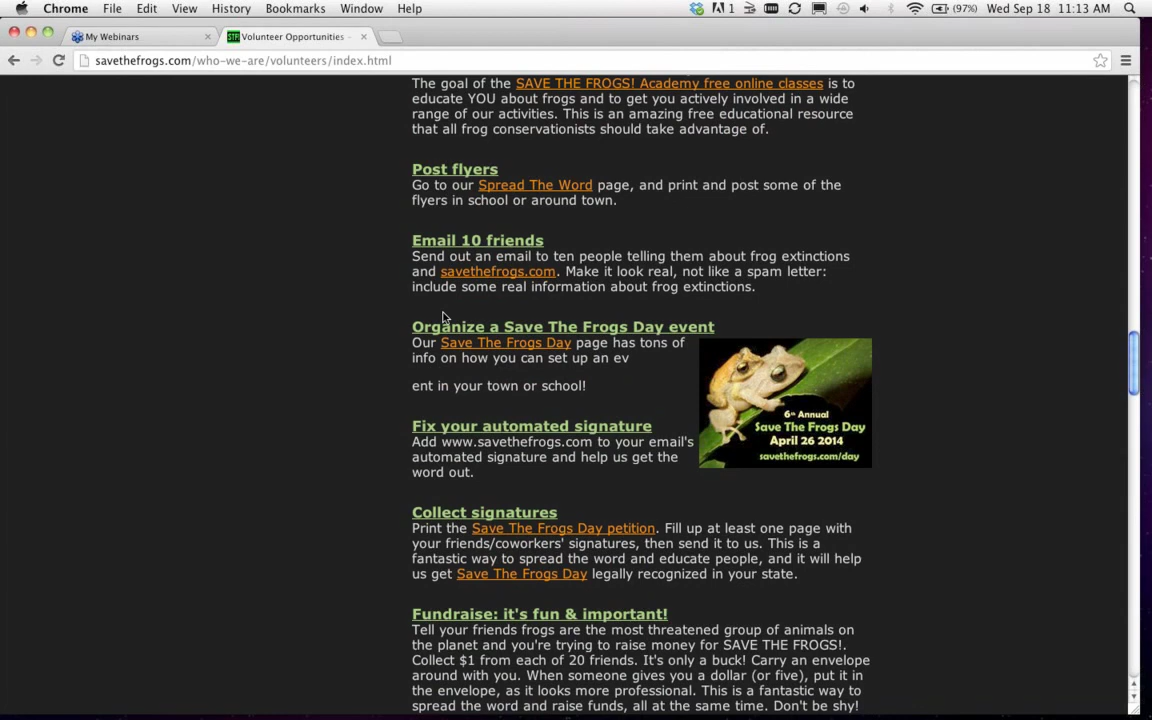 Chrome File Edit View History Bookmarks Window Help 1 (97%) Wed Sep 18 11:13 AM
My Webinars × Volunteer Opportunities - ×
savethefrogs.com/who-we-are/volunteers/index.html
The goal of the SAVE THE FROGS! Academy free online classes is to
educate YOU about frogs and to get you actively involved in a wide
range of our activities. This is an amazing free educational resource
that all frog conservationists should take advantage of.
Post flyers
Go to our Spread The Word page, and print and post some of the
flyers in school or around town.
Email 10 friends
Send out an email to ten people telling them about frog extinctions
and savethefrogs.com. Make it look real, not like a spam letter:
include some real information about frog extinctions.
Organize a Save The Frogs Day event
Our Save The Frogs Day page has tons of
info on how you can set up an ev
ent in your town or school!
6th Annual
Save The Frogs Day
April 26 2014
savethefrogs.com/day
Fix your automated signature
Add www.savethefrogs.com to your email's
automated signature and help us get the
word out.
Collect signatures
Print the Save The Frogs Day petition. Fill up at least one page with
your friends/coworkers' signatures, then send it to us. This is a
fantastic way to spread the word and educate people, and it will help
us get Save The Frogs Day legally recognized in your state.
Fundraise: it's fun & important!
Tell your friends frogs are the most threatened group of animals on
the planet and you're trying to raise money for SAVE THE FROGS!.
Collect $1 from each of 20 friends. It's only a buck! Carry an envelope
around with you. When someone gives you a dollar (or five), put it in
the envelope, as it looks more professional. This is a fantastic way to
spread the word and raise funds, all at the same time. Don't be shy!